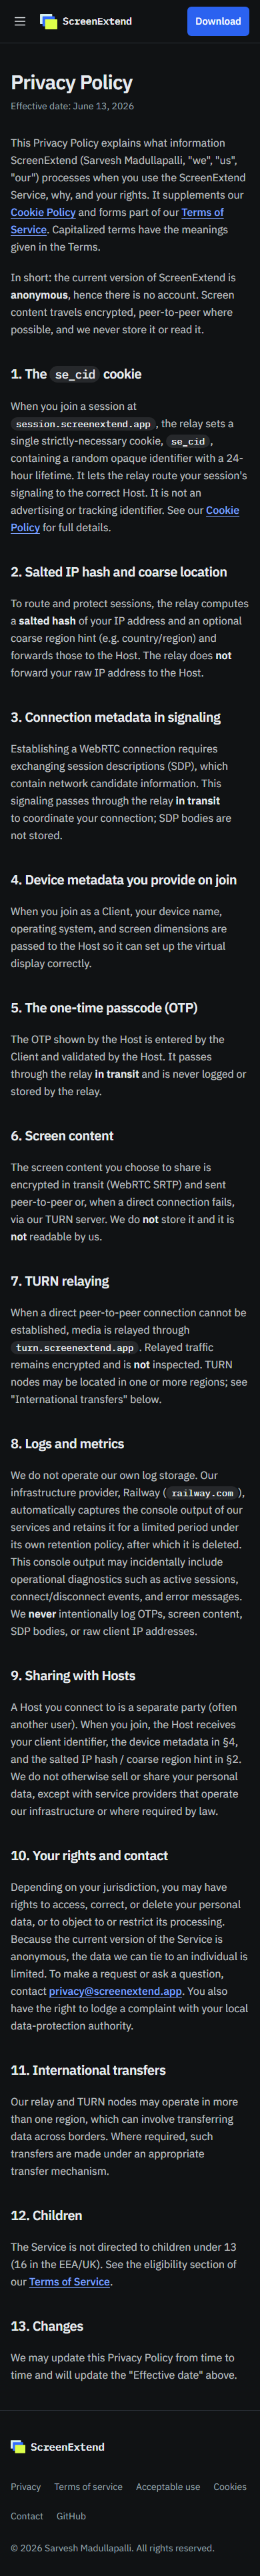 ScreenExtend
Download
Privacy Policy
Effective date: June 13, 2026
This Privacy Policy explains what information
ScreenExtend (Sarvesh Madullapalli, "we", "us",
"our") processes when you use the ScreenExtend
Service, why, and your rights. It supplements our
Cookie Policy and forms part of our Terms of
Service. Capitalized terms have the meanings
given in the Terms.
In short: the current version of ScreenExtend is
anonymous, hence there is no account. Screen
content travels encrypted, peer-to-peer where
possible, and we never store it or read it.
1. The se_cid cookie
When you join a session at
session.screenextend.app, the relay sets a
single strictly-necessary cookie, se_cid,
containing a random opaque identifier with a 24-
hour lifetime. It lets the relay route your session's
signaling to the correct Host. It is not an
advertising or tracking identifier. See our Cookie
Policy for full details.
2. Salted IP hash and coarse location
To route and protect sessions, the relay computes
a salted hash of your IP address and an optional
coarse region hint (e.g. country/region) and
forwards those to the Host. The relay does not
forward your raw IP address to the Host.
3. Connection metadata in signaling
Establishing a WebRTC connection requires
exchanging session descriptions (SDP), which
contain network candidate information. This
signaling passes through the relay in transit
to coordinate your connection; SDP bodies are
not stored.
4. Device metadata you provide on join
When you join as a Client, your device name,
operating system, and screen dimensions are
passed to the Host so it can set up the virtual
display correctly.
5. The one-time passcode (OTP)
The OTP shown by the Host is entered by the
Client and validated by the Host. It passes
through the relay in transit and is never logged or
stored by the relay.
6. Screen content
The screen content you choose to share is
encrypted in transit (WebRTC SRTP) and sent
peer-to-peer or, when a direct connection fails,
via our TURN server. We do not store it and it is
not readable by us.
7. TURN relaying
When a direct peer-to-peer connection cannot be
established, media is relayed through
turn.screenextend.app. Relayed traffic
remains encrypted and is not inspected. TURN
nodes may be located in one or more regions; see
"International transfers" below.
8. Logs and metrics
We do not operate our own log storage. Our
infrastructure provider, Railway (railway.com),
automatically captures the console output of our
services and retains it for a limited period under
its own retention policy, after which it is deleted.
This console output may incidentally include
operational diagnostics such as active sessions,
connect/disconnect events, and error messages.
We never intentionally log OTPs, screen content,
SDP bodies, or raw client IP addresses.
9. Sharing with Hosts
A Host you connect to is a separate party (often
another user). When you join, the Host receives
your client identifier, the device metadata in §4,
and the salted IP hash / coarse region hint in §2.
We do not otherwise sell or share your personal
data, except with service providers that operate
our infrastructure or where required by law.
10. Your rights and contact
Depending on your jurisdiction, you may have
rights to access, correct, or delete your personal
data, or to object to or restrict its processing.
Because the current version of the Service is
anonymous, the data we can tie to an individual is
limited. To make a request or ask a question,
contact privacy@screenextend.app. You also
have the right to lodge a complaint with your local
data-protection authority.
11. International transfers
Our relay and TURN nodes may operate in more
than one region, which can involve transferring
data across borders. Where required, such
transfers are made under an appropriate
transfer mechanism.
12. Children
The Service is not directed to children under 13
(16 in the EEA/UK). See the eligibility section of
our Terms of Service.
13. Changes
We may update this Privacy Policy from time to
time and will update the "Effective date" above.
ScreenExtend
Privacy Terms of service Acceptable use Cookies
Contact GitHub
© 2026 Sarvesh Madullapalli. All rights reserved.